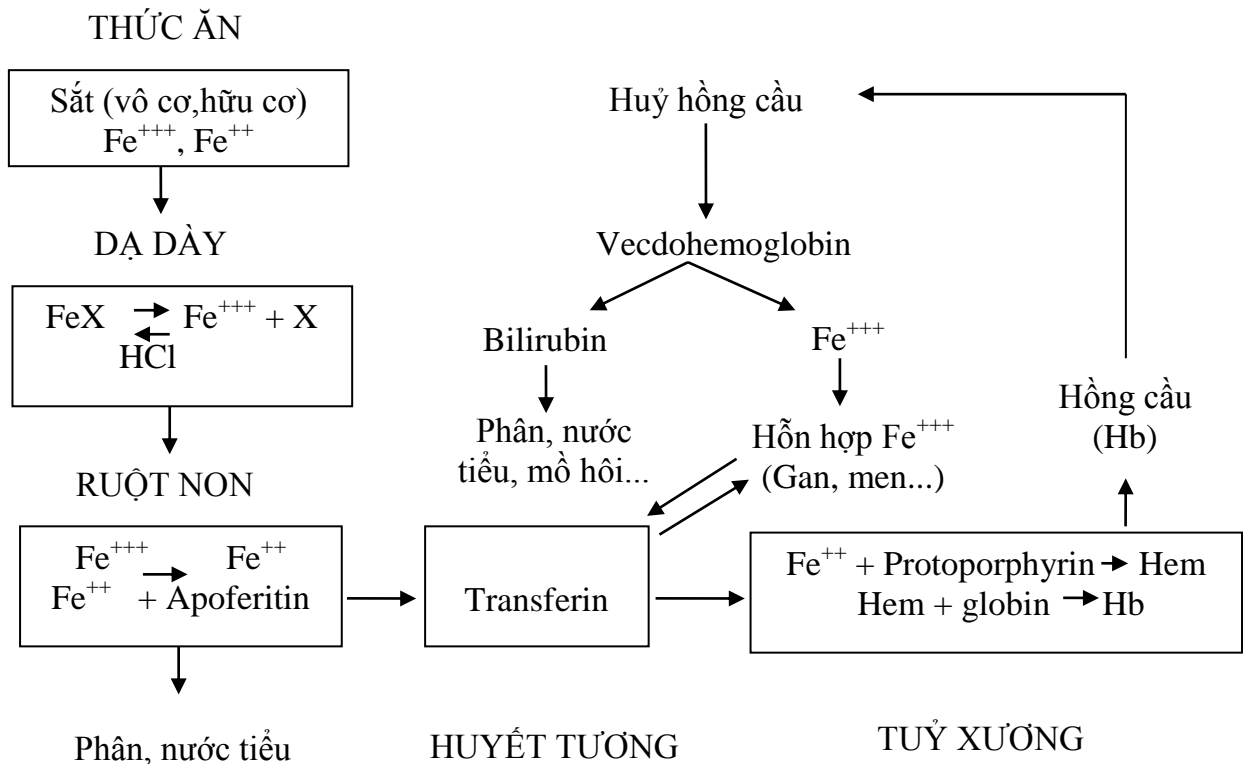 THỨC ĂN
Sắt (vô cơ,hữu cơ)
Fe+++, Fe++
DẠ DÀY
FeX Fe+++ + X
HCl
RUỘT NON
Fe+++ Fe++
Fe++ + Apoferitin
Phân, nước tiểu
Huỷ hồng cầu
Vecdohemoglobin
Bilirubin
Phân, nước
tiểu, mồ hôi...
Fe+++
Hỗn hợp Fe+++
(Gan, men...)
Transferin
HUYẾT TƯƠNG
Hồng cầu
(Hb)
Fe++ + Protoporphyrin Hem
Hem + globin Hb
TUỶ XƯƠNG